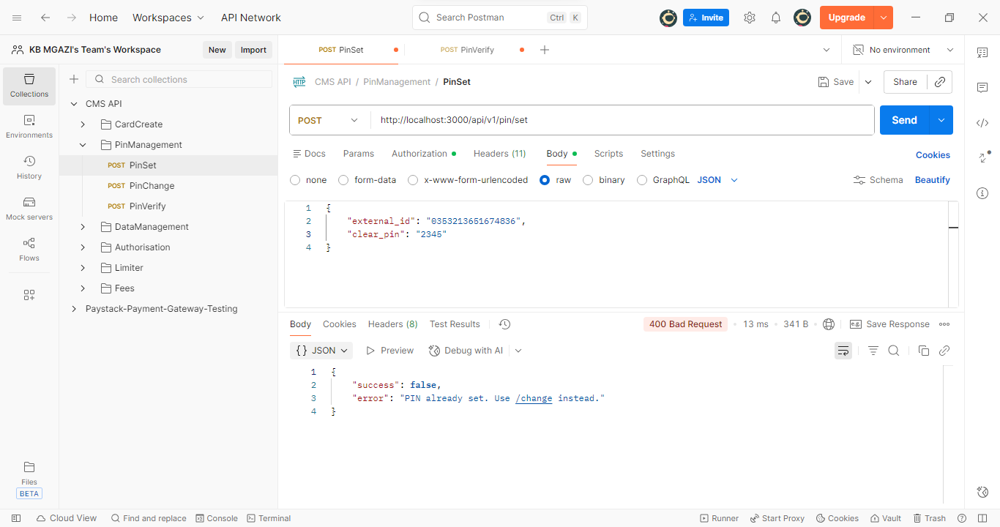 Home Workspaces API Network Search Postman Ctrl K Invite Upgrade
KB MGAZI's Team's Workspace New Import POST PinSet POST PinVerify No environment
Collections
Environments
History
Mock servers
Flows
Files
BETA
Search collections
CMS API
CardCreate
PinManagement
POST PinSet
POST PinChange
POST PinVerify
DataManagement
Authorisation
Limiter
Fees
Paystack-Payment-Gateway-Testing
HTTP CMS API / PinManagement / PinSet Save Share
POST http://localhost:3000/api/v1/pin/set Send
Docs Params Authorization Headers (11) Body Scripts Settings Cookies
none form-data x-www-form-urlencoded raw binary GraphQL JSON Schema Beautify
1 {
2 "external_id": "0353213651674836",
3 "clear_pin": "2345"
4 }
Body Cookies Headers (8) Test Results 400 Bad Request 13 ms 341 B e.g. Save Response
{} JSON Preview Debug with AI
1 {
2 "success": false,
3 "error": "PIN already set. Use /change instead."
4 }
Cloud View Find and replace Console Terminal Runner Start Proxy Cookies Vault Trash